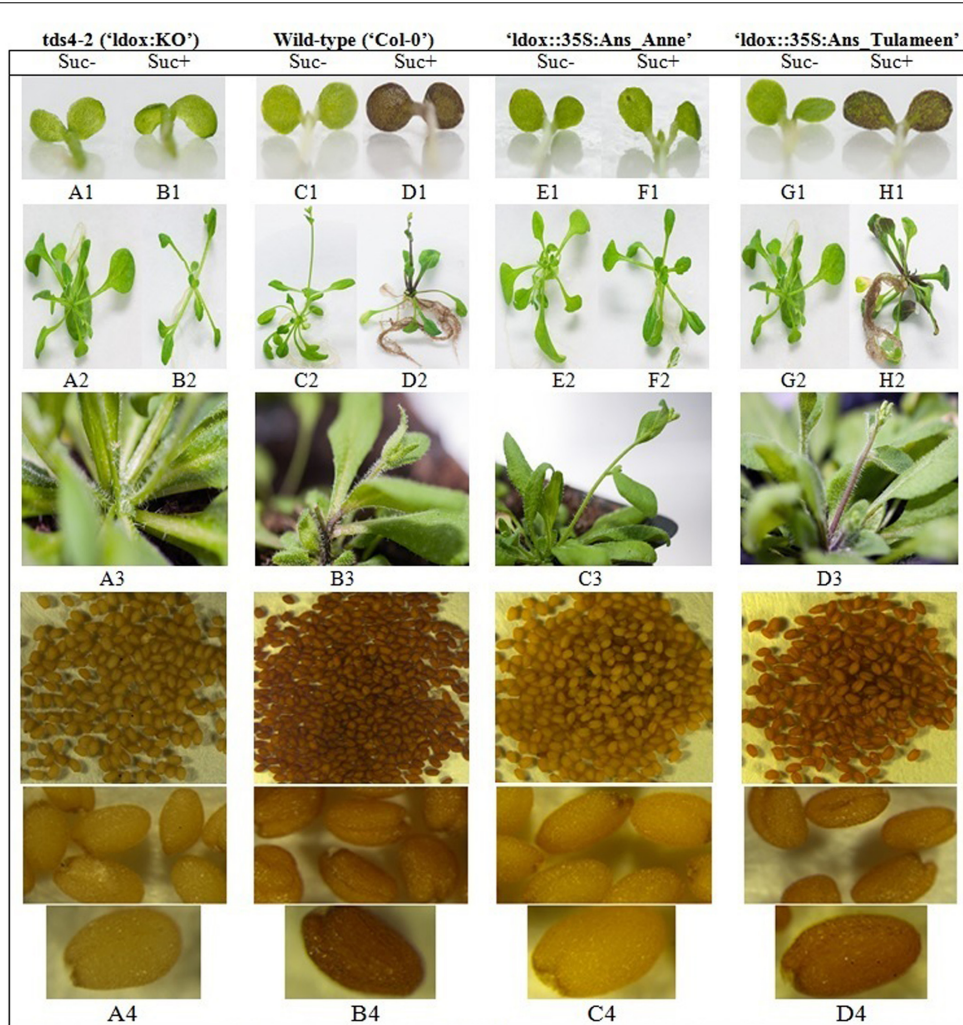 tds4-2 (‘ldox:KO’) Wild-type (‘Col-0’) ‘ldox::35S:Ans_Anne’ ‘ldox::35S:Ans_Tulameen’
Suc- Suc+ Suc- Suc+ Suc- Suc+ Suc- Suc+
A1 B1 C1 D1 E1 F1 G1 H1
A2 B2 C2 D2 E2 F2 G2 H2
A3 B3 C3 D3
A4 B4 C4 D4